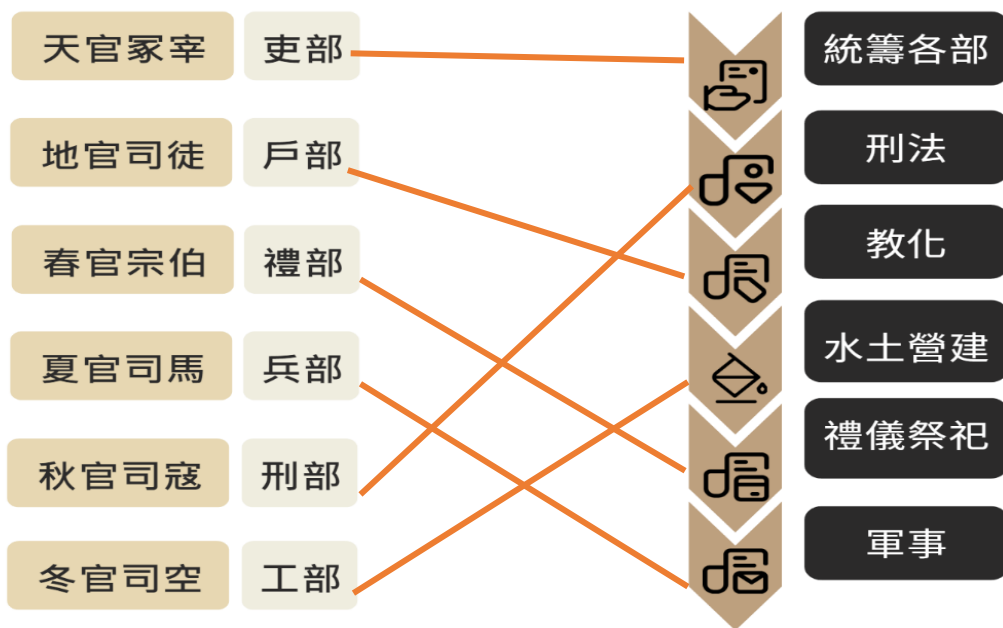 天官冢宰 吏部 統籌各部
地官司徒 戶部 刑法
春官宗伯 禮部 教化
夏官司馬 兵部 水土營建
秋官司寇 刑部 禮儀祭祀
冬官司空 工部 軍事